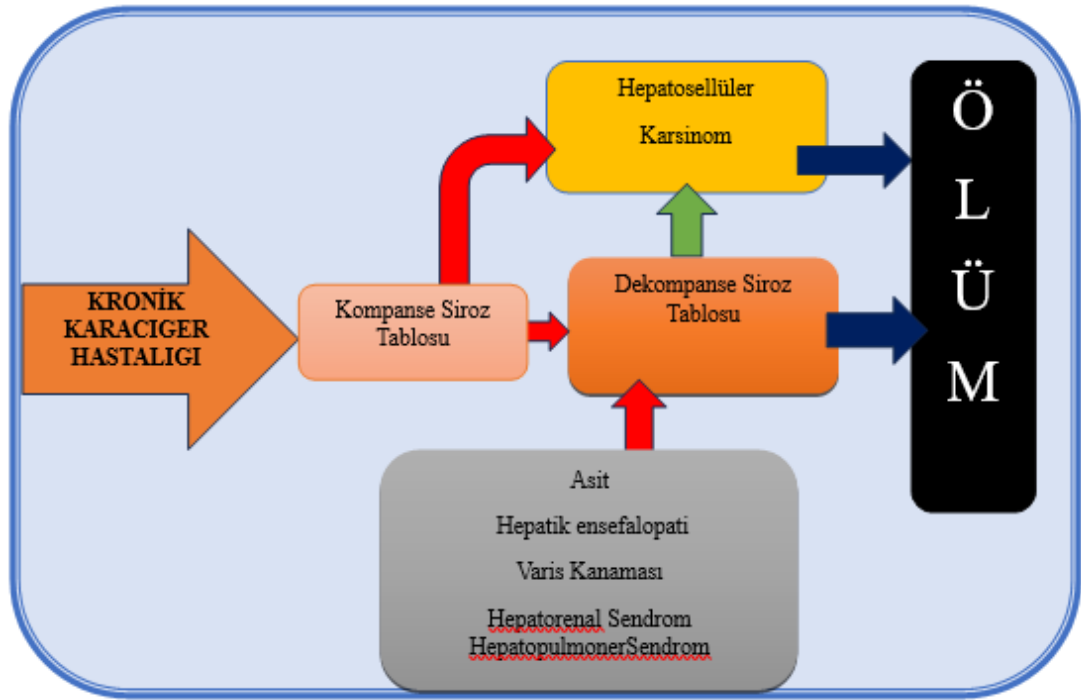 KRONİK
KARACIGER
HASTALIGI
Kompanse Siroz
Tablosu
Hepatosellüler
Karsinom
Dekompanse Siroz
Tablosu
Asit
Hepatik ensefalopati
Varis Kanaması
Hepatorenal Sendrom
HepatopulmonerSendrom
Ö
L
Ü
M